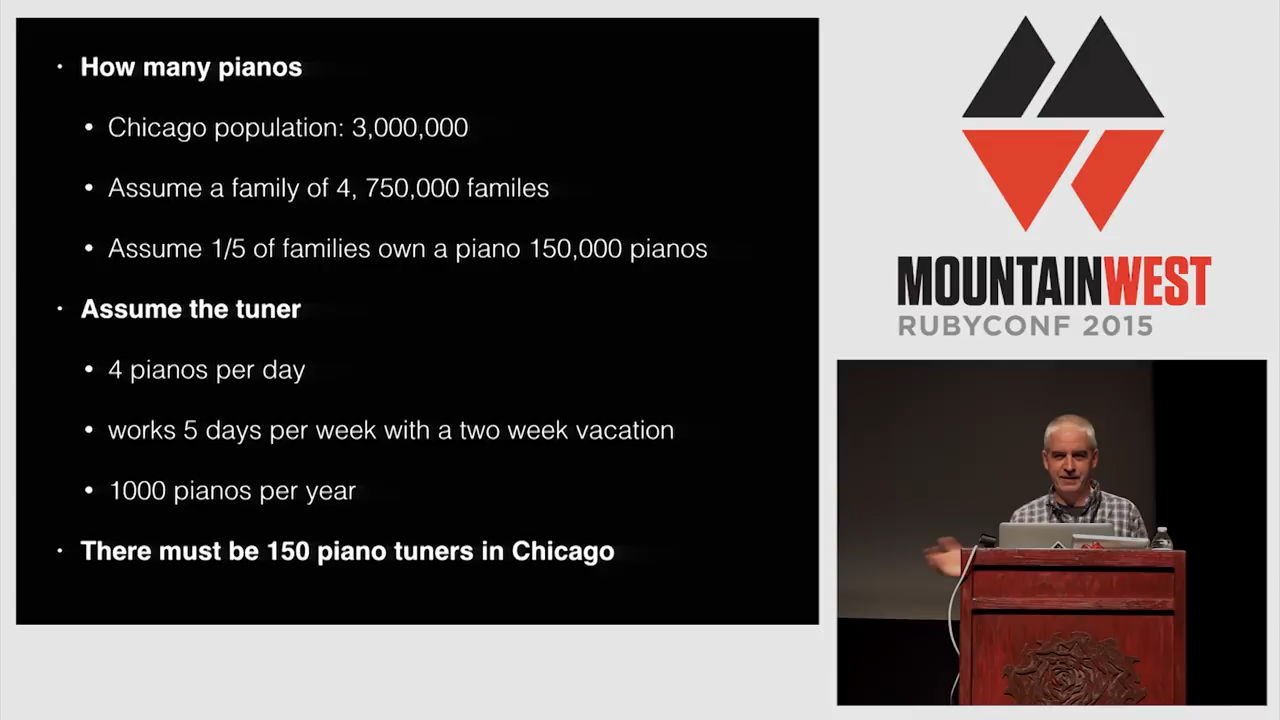 How many pianos
Chicago population: 3,000,000
Assume a family of 4, 750,000 familes
Assume 1/5 of families own a piano 150,000 pianos
Assume the tuner
4 pianos per day
works 5 days per week with a two week vacation
1000 pianos per year
There must be 150 piano tuners in Chicago
MOUNTAINWEST
RUBYCONF 2015